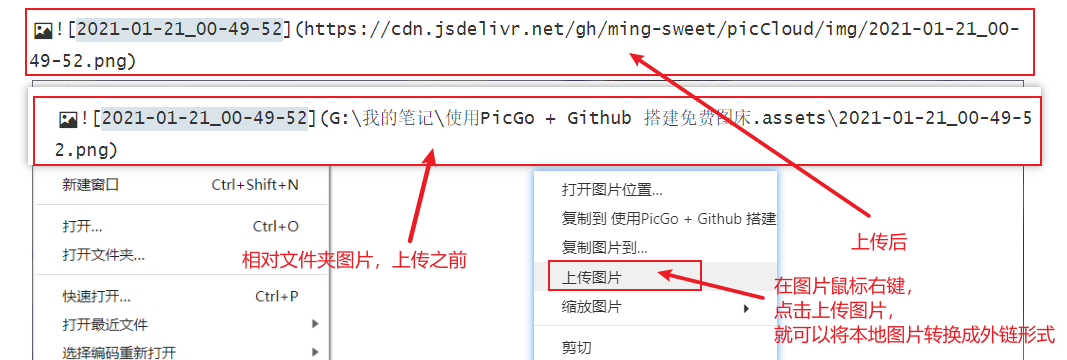 ![2021-01-21_00-49-52](https://cdn.jsdelivr.net/gh/ming-sweet/picCloud/img/2021-01-21_00-
49-52.png)
![2021-01-21_00-49-52](G:\我的笔记\使用PicGo + Github 搭建免费图床.assets\2021-01-21_00-49-5
2.png)
新建窗口 Ctrl+Shift+N
打开... Ctrl+O
打开文件夹...
快速打开... Ctrl+P
打开最近文件
选择编码重新打开
相对文件夹图片，上传之前
打开图片位置...
复制到 使用PicGo + Github 搭建
复制图片到...
上传图片
缩放图片
剪切
上传后
在图片鼠标右键，
点击上传图片，
就可以将本地图片转换成外链形式